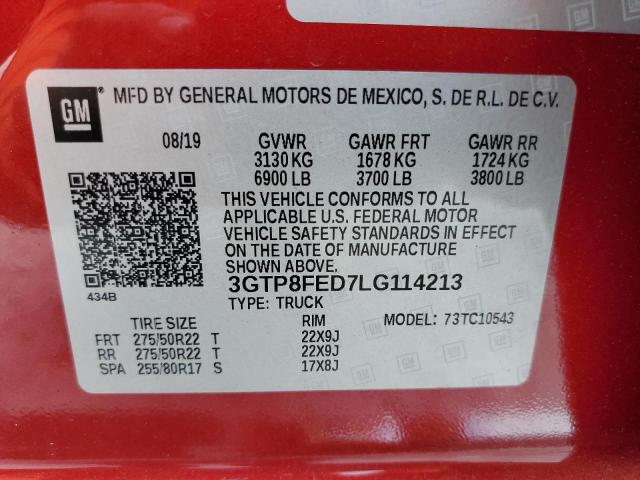 GM ® MFD BY GENERAL MOTORS DE MEXICO, S. DE R.L. DE C.V.
08/19 GVWR GAWR FRT GAWR RR
3130 KG 1678 KG 1724 KG
6900 LB 3700 LB 3800 LB
THIS VEHICLE CONFORMS TO ALL
APPLICABLE U.S. FEDERAL MOTOR
VEHICLE SAFETY STANDARDS IN EFFECT
ON THE DATE OF MANUFACTURE
SHOWN ABOVE.
434B 3GTP8FED7LG114213
TYPE: TRUCK
TIRE SIZE RIM MODEL: 73TC10543
FRT 275/50R22 T 22X9J
RR 275/50R22 T 22X9J
SPA 255/80R17 S 17X8J